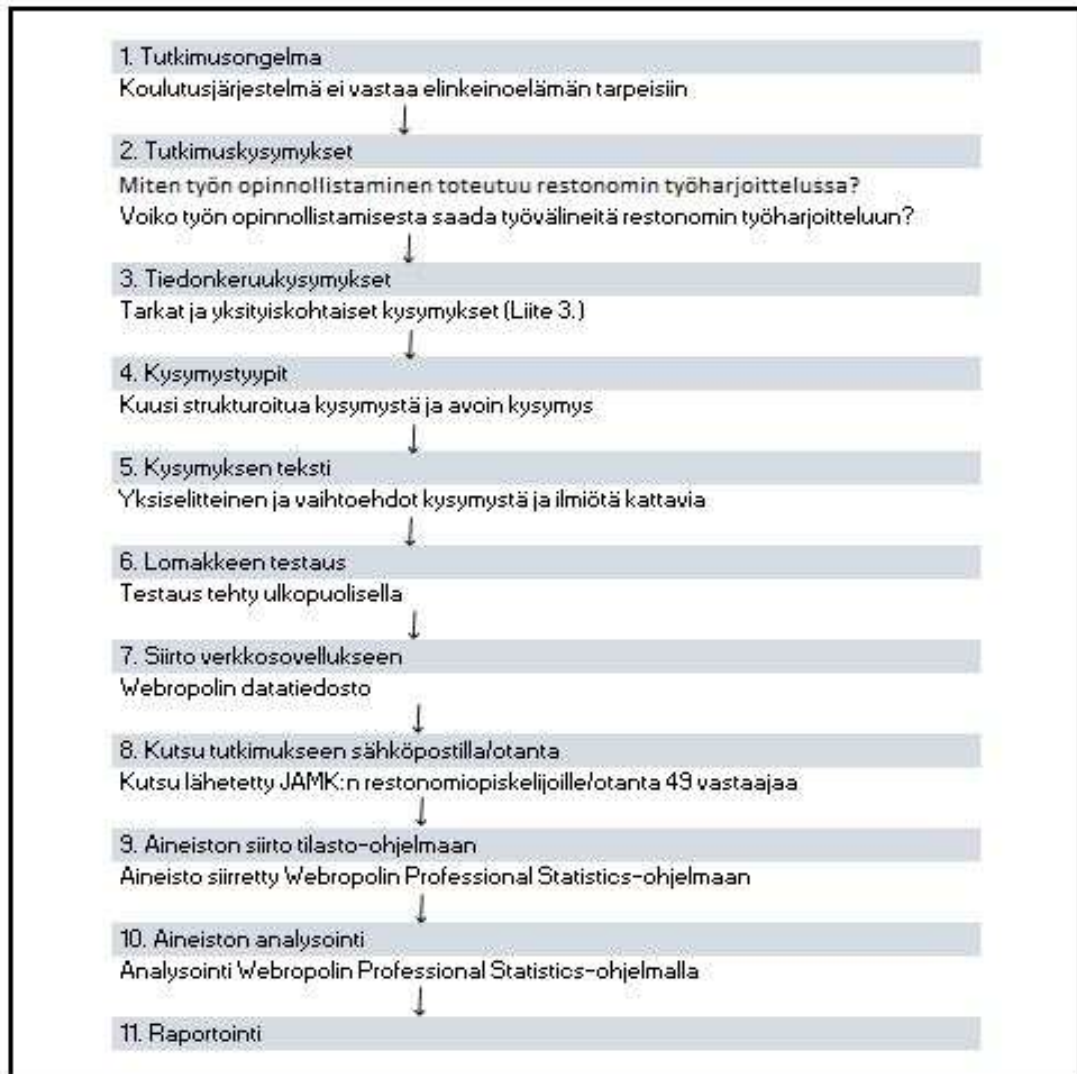 1. Tutkimusongelma
Koulutusjärjestelmä ei vastaa elinkeinoelämän tarpeisiin
↓
2. Tutkimuskysymykset
Miten työn opinnollistaminen toteutuu restonomin työharjoittelussa?
Voiko työn opinnollistamisesta saada työvälineitä restonomin työharjoitteluun?
↓
3. Tiedonkeruukysymykset
Tarkat ja yksityiskohtaiset kysymykset (Liite 3.)
↓
4. Kysymystyypit
Kuusi strukturoitua kysymystä ja avoin kysymys
↓
5. Kysymyksen teksti
Yksiselitteinen ja vaihtoehdot kysymystä ja ilmiötä kattavia
↓
6. Lomakkeen testaus
Testaus tehty ulkopuolisella
↓
7. Siirto verkkosovellukseen
Webropolin datatiedosto
↓
8. Kutsu tutkimukseen sähköpostilla/otanta
Kutsu lähetetty JAMK:n restonomiopiskelijoille/otanta 49 vastaajaa
↓
9. Aineiston siirto tilasto-ohjelmaan
Aineisto siirretty Webropolin Professional Statistics-ohjelmaan
↓
10. Aineiston analysointi
Analysointi Webropolin Professional Statistics-ohjelmalla
↓
11. Raportointi